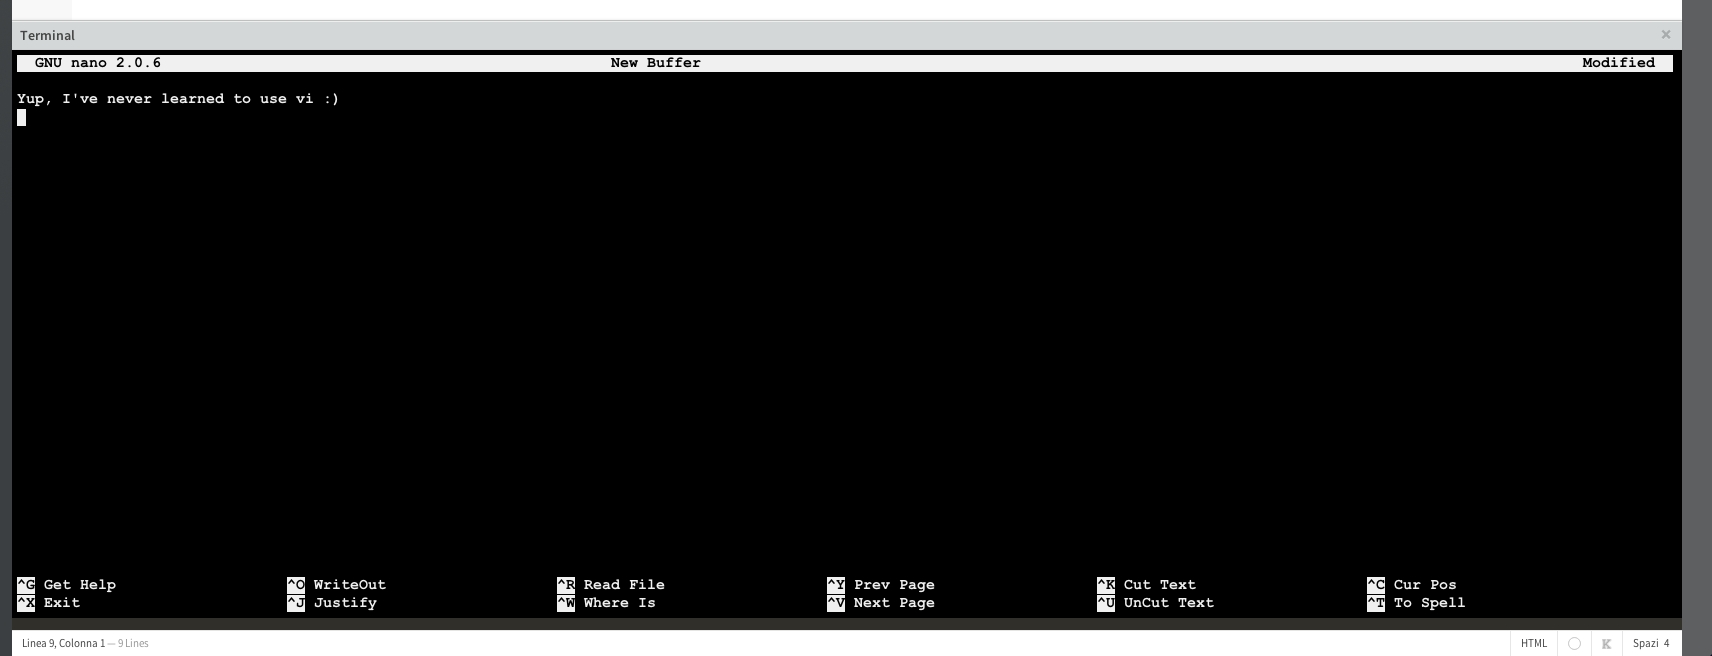 Terminal ×
GNU nano 2.0.6 New Buffer Modified
Yup, I've never learned to use vi :)
^G Get Help ^O WriteOut ^R Read File ^Y Prev Page ^K Cut Text ^C Cur Pos
^X Exit ^J Justify ^W Where Is ^V Next Page ^U UnCut Text ^T To Spell
Linea 9, Colonna 1 — 9 Lines HTML K Spazi 4